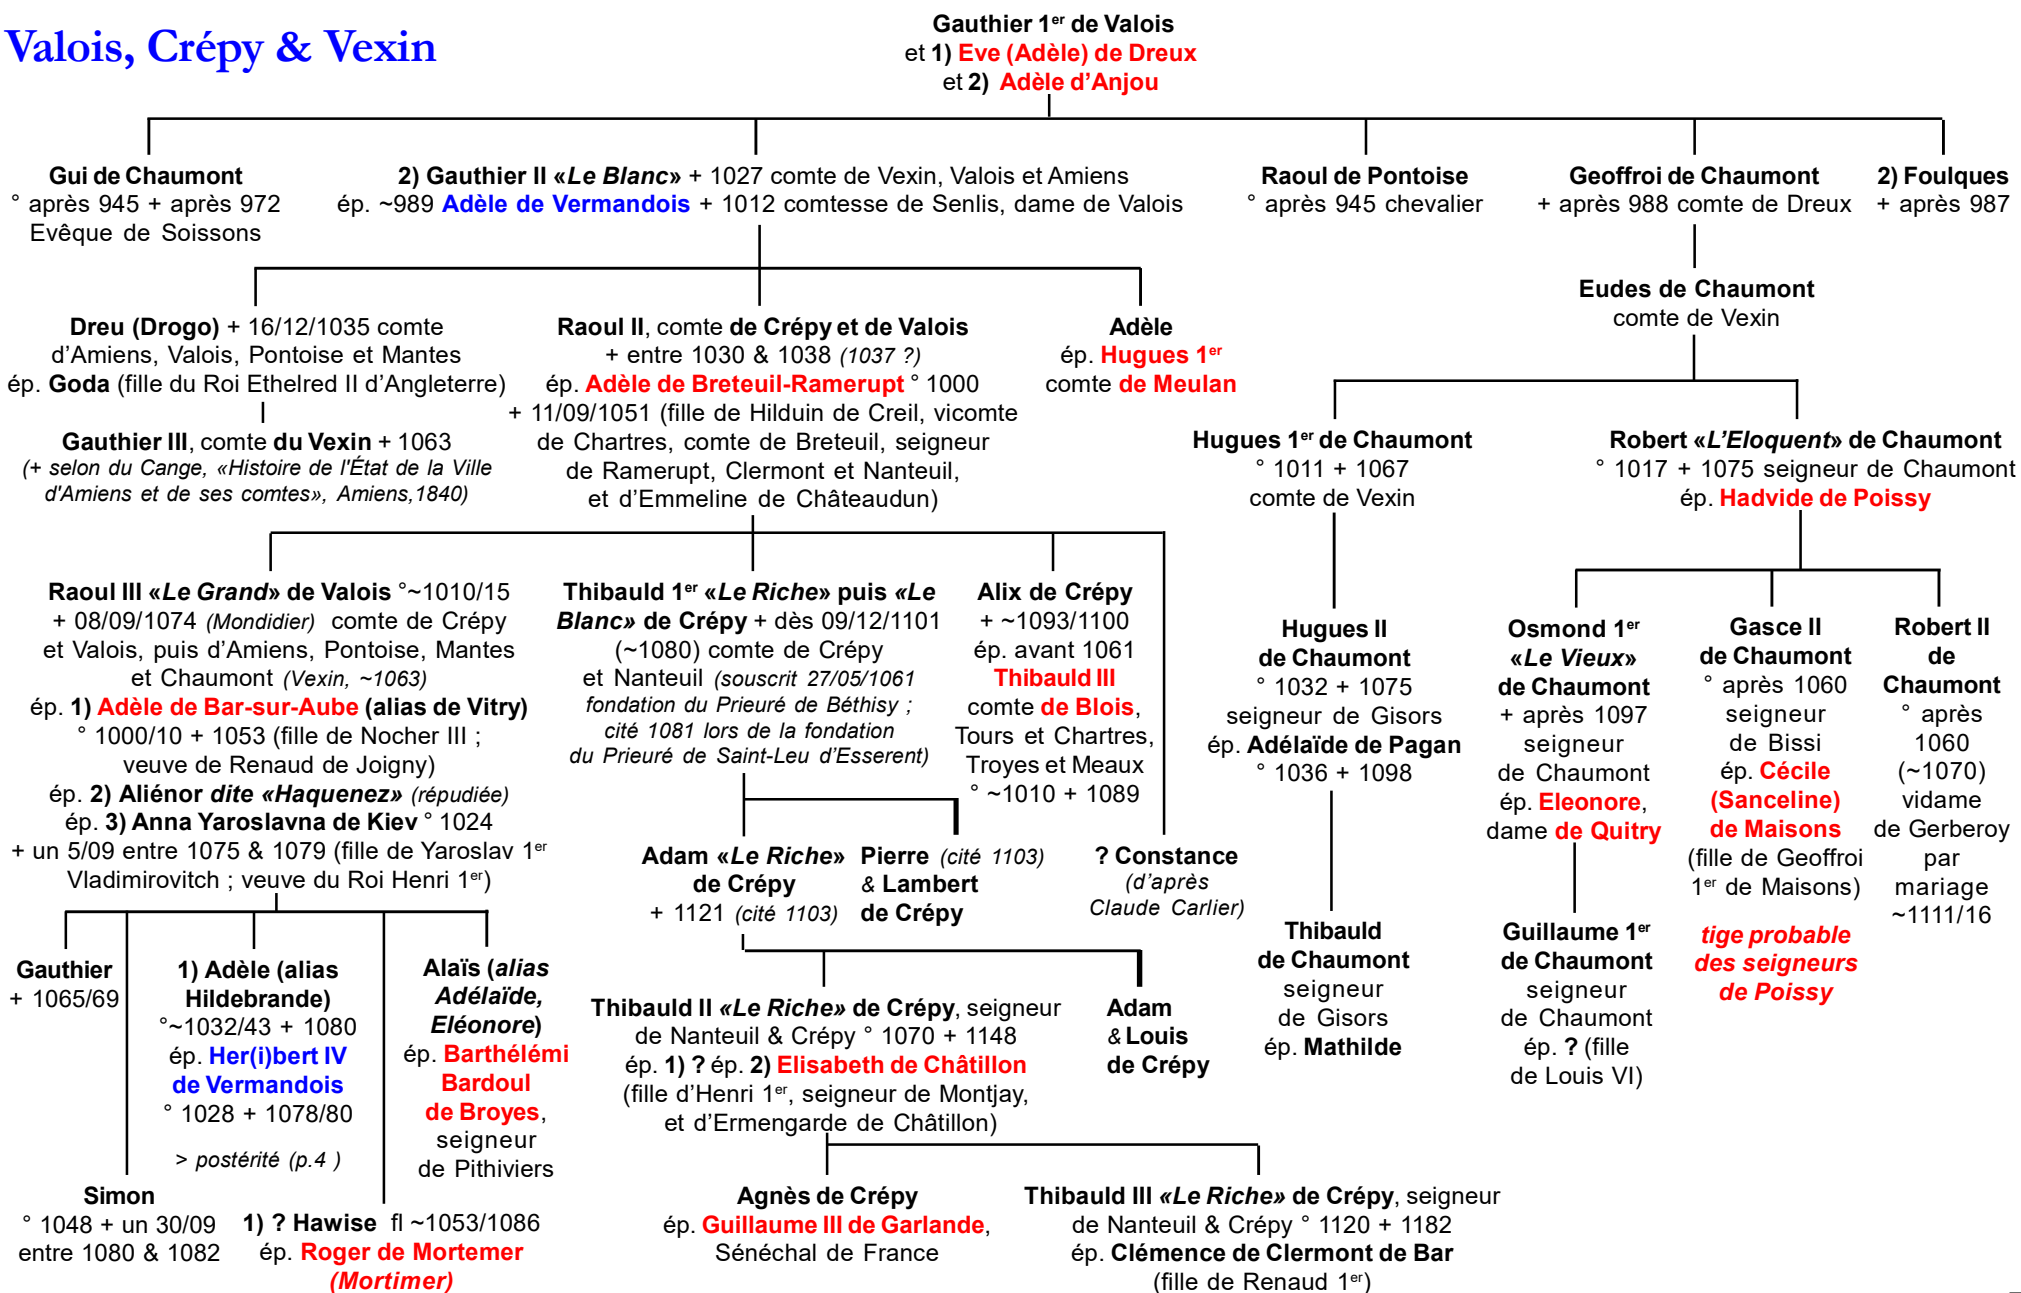 Valois, Crépy & Vexin
Gauthier 1er de Valois
et 1) Eve (Adèle) de Dreux
et 2) Adèle d'Anjou
Gui de Chaumont
° après 945 + après 972
Evêque de Soissons
2) Gauthier II «Le Blanc» + 1027 comte de Vexin, Valois et Amiens
ép. ~989 Adèle de Vermandois + 1012 comtesse de Senlis, dame de Valois
Raoul de Pontoise
° après 945 chevalier
Geoffroi de Chaumont
+ après 988 comte de Dreux
2) Foulques
+ après 987
Dreu (Drogo) + 16/12/1035 comte
d'Amiens, Valois, Pontoise et Mantes
ép. Goda (fille du Roi Ethelred II d'Angleterre)
Gauthier III, comte du Vexin + 1063
(+ selon du Cange, «Histoire de l'État de la Ville
d'Amiens et de ses comtes», Amiens,1840)
Raoul II, comte de Crépy et de Valois
+ entre 1030 & 1038 (1037 ?)
ép. Adèle de Breteuil-Ramerupt ° 1000
+ 11/09/1051 (fille de Hilduin de Creil, vicomte
de Chartres, comte de Breteuil, seigneur
de Ramerupt, Clermont et Nanteuil,
et d'Emmeline de Châteaudun)
Adèle
ép. Hugues 1er
comte de Meulan
Eudes de Chaumont
comte de Vexin
Hugues 1er de Chaumont
° 1011 + 1067
comte de Vexin
Robert «L'Eloquent» de Chaumont
° 1017 + 1075 seigneur de Chaumont
ép. Hadvide de Poissy
Raoul III «Le Grand» de Valois °~1010/15
+ 08/09/1074 (Mondidier) comte de Crépy
et Valois, puis d'Amiens, Pontoise, Mantes
et Chaumont (Vexin, ~1063)
ép. 1) Adèle de Bar-sur-Aube (alias de Vitry)
° 1000/10 + 1053 (fille de Nocher III ;
veuve de Renaud de Joigny)
ép. 2) Aliénor dite «Haquenez» (répudiée)
ép. 3) Anna Yaroslavna de Kiev ° 1024
+ un 5/09 entre 1075 & 1079 (fille de Yaroslav 1er
Vladimirovitch ; veuve du Roi Henri 1er)
Thibauld 1er «Le Riche» puis «Le
Blanc» de Crépy + dès 09/12/1101
(~1080) comte de Crépy
et Nanteuil (souscrit 27/05/1061
fondation du Prieuré de Béthisy ;
cité 1081 lors de la fondation
du Prieuré de Saint-Leu d'Esserent)
Alix de Crépy
+ ~1093/1100
ép. avant 1061
Thibauld III
comte de Blois,
Tours et Chartres,
Troyes et Meaux
° ~1010 + 1089
? Constance
(d'après
Claude Carlier)
Hugues II
de Chaumont
° 1032 + 1075
seigneur de Gisors
ép. Adélaïde de Pagan
° 1036 + 1098
Osmond 1er
«Le Vieux»
de Chaumont
+ après 1097
seigneur
de Chaumont
ép. Eleonore,
dame de Quitry
Gasce II
de Chaumont
° après 1060
seigneur
de Bissi
ép. Cécile
(Sanceline)
de Maisons
(fille de Geoffroi
1er de Maisons)
tige probable
des seigneurs
de Poissy
Robert II
de
Chaumont
° après
1060
(~1070)
vidame
de Gerberoy
par
mariage
~1111/16
Adam «Le Riche»
de Crépy
+ 1121 (cité 1103)
Pierre (cité 1103)
& Lambert
de Crépy
Thibauld
de Chaumont
seigneur
de Gisors
ép. Mathilde
Guillaume 1er
de Chaumont
seigneur
de Chaumont
ép. ? (fille
de Louis VI)
Gauthier
+ 1065/69
Simon
° 1048 + un 30/09
entre 1080 & 1082
1) Adèle (alias
Hildebrande)
°~1032/43 + 1080
ép. Her(i)bert IV
de Vermandois
° 1028 + 1078/80
> postérité (p.4 )
1) ? Hawise fl ~1053/1086
ép. Roger de Mortemer
(Mortimer)
Alaïs (alias
Adélaïde,
Eléonore)
ép. Barthélémi
Bardoul
de Broyes,
seigneur
de Pithiviers
Thibauld II «Le Riche» de Crépy, seigneur
de Nanteuil & Crépy ° 1070 + 1148
ép. 1) ? ép. 2) Elisabeth de Châtillon
(fille d'Henri 1er, seigneur de Montjay,
et d'Ermengarde de Châtillon)
Adam
& Louis
de Crépy
Agnès de Crépy
ép. Guillaume III de Garlande,
Sénéchal de France
Thibauld III «Le Riche» de Crépy, seigneur
de Nanteuil & Crépy ° 1120 + 1182
ép. Clémence de Clermont de Bar
(fille de Renaud 1er)